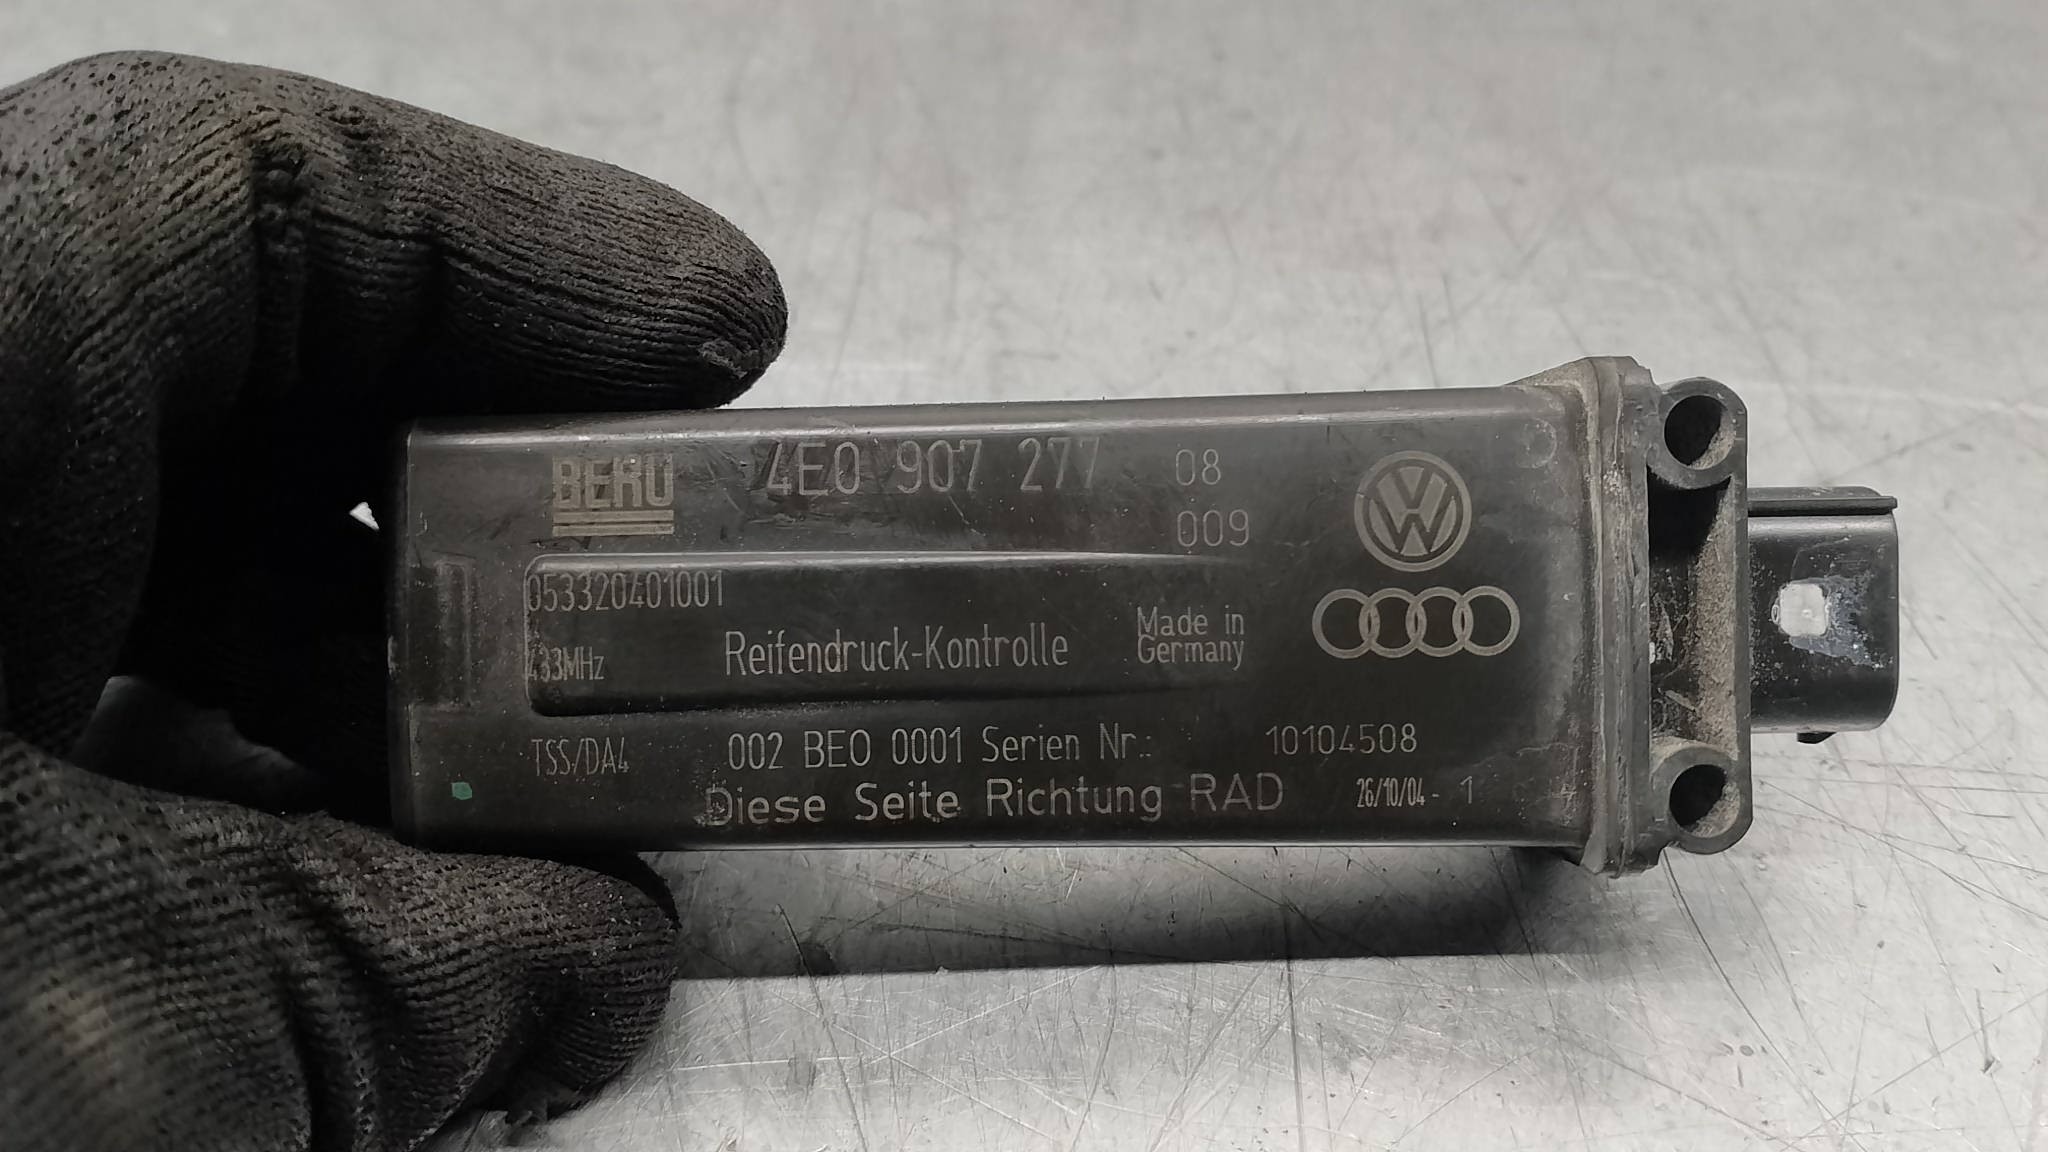 BERU 4E0 907 277 08
009
053320401001
433MHz Reifendruck-Kontrolle Made in
Germany
TSS/DA4 002 BE0 0001 Serien Nr.: 10104508
Diese Seite Richtung RAD 26/10/04- 1